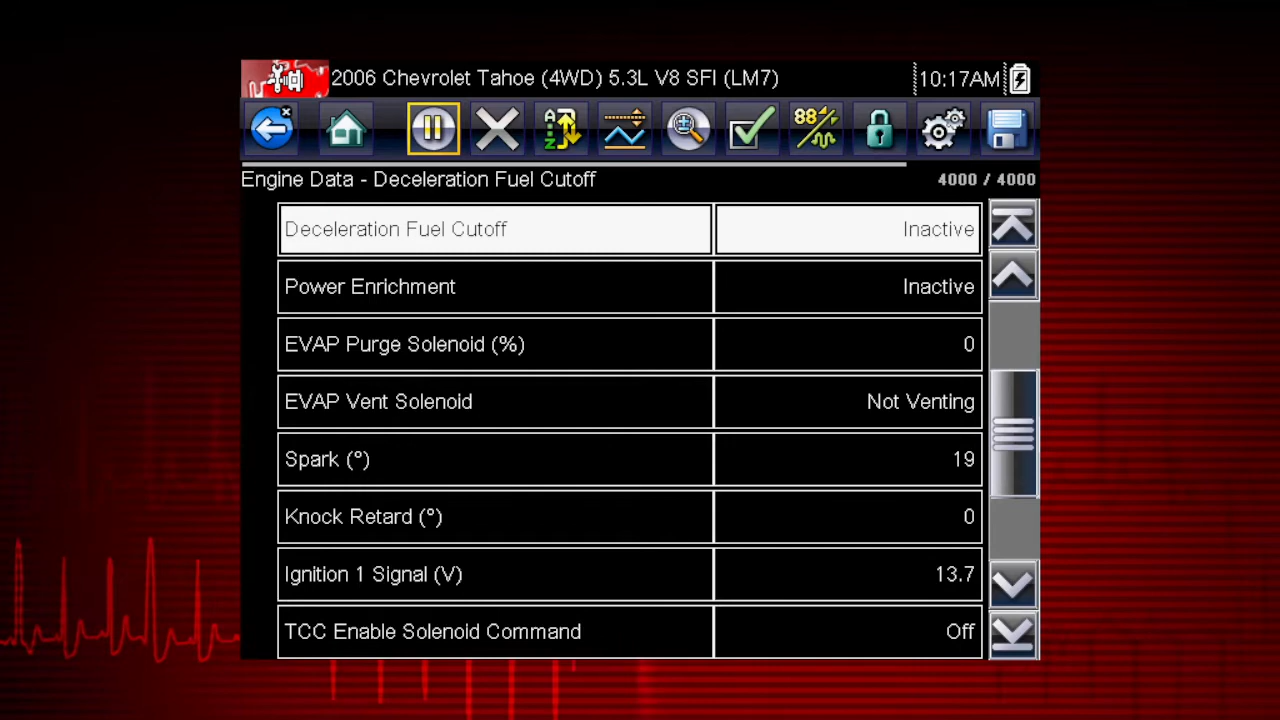 2006 Chevrolet Tahoe (4WD) 5.3L V8 SFI (LM7) 10:17AM
A Z 88
Engine Data - Deceleration Fuel Cutoff 4000 / 4000
Deceleration Fuel Cutoff Inactive
Power Enrichment Inactive
EVAP Purge Solenoid (%) 0
EVAP Vent Solenoid Not Venting
Spark (°) 19
Knock Retard (°) 0
Ignition 1 Signal (V) 13.7
TCC Enable Solenoid Command Off